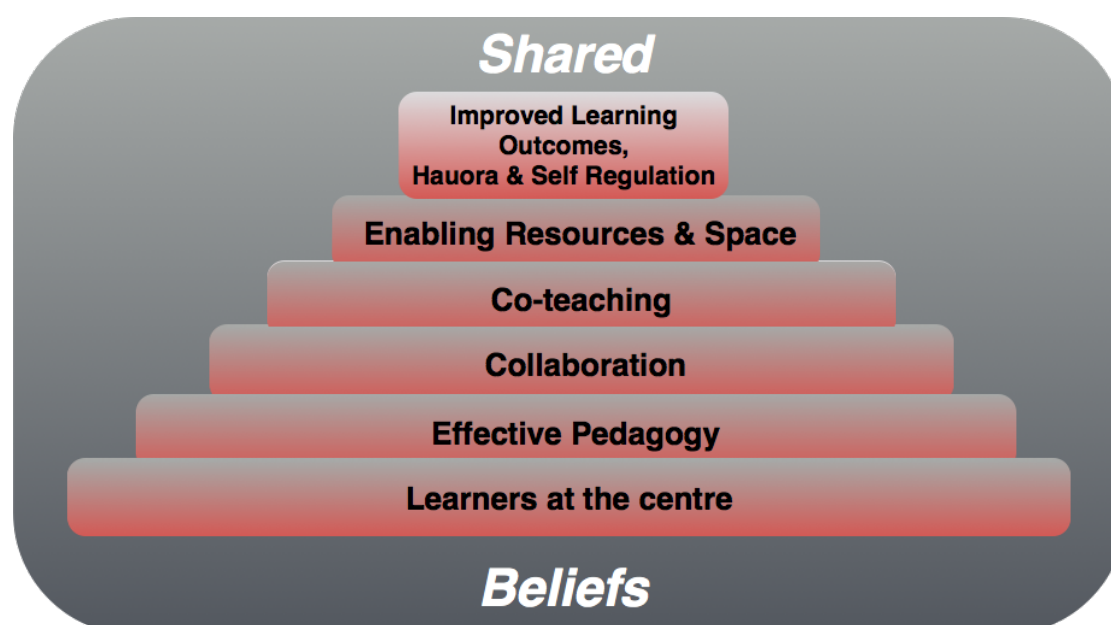 Shared
Improved Learning
Outcomes,
Hauora & Self Regulation
Enabling Resources & Space
Co-teaching
Collaboration
Effective Pedagogy
Learners at the centre
Beliefs